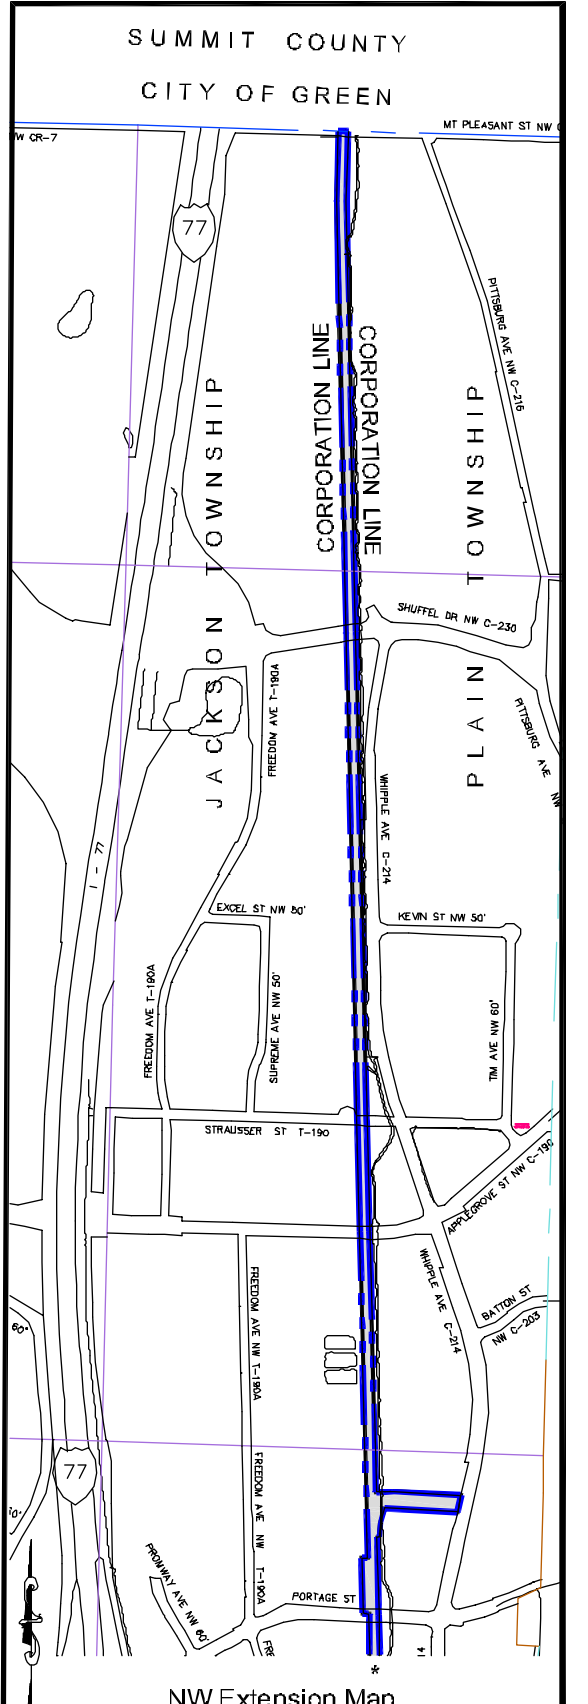 SUMMIT COUNTY
CITY OF GREEN
MT PLEASANT ST NW C
W CR-7
77
PITTSBURG AVE NW C-216
CORPORATION LINE
CORPORATION LINE
JACKSON TOWNSHIP
PLAIN TOWNSHIP
SHUFFEL DR NW C-230
FREEDOM AVE T-190A
PITTSBURG AVE NW
WHIPPLE AVE C-214
I - 77
EXCEL ST NW 50'
KEVIN ST NW 50'
FREEDOM AVE T-190A
SUPREME AVE NW 50'
TIM AVE NW 60'
STRAUSSER ST T-190
APPLEGROVE ST NW C-190
WHIPPLE AVE C-214
FREEDOM AVE NW T-190A
BATTON ST
NW C-203
60'
77
FREEDOM AVE NW T-190A
PROMWAY AVE NW 60'
PORTAGE ST
FRE
14
*
NW Extension Map